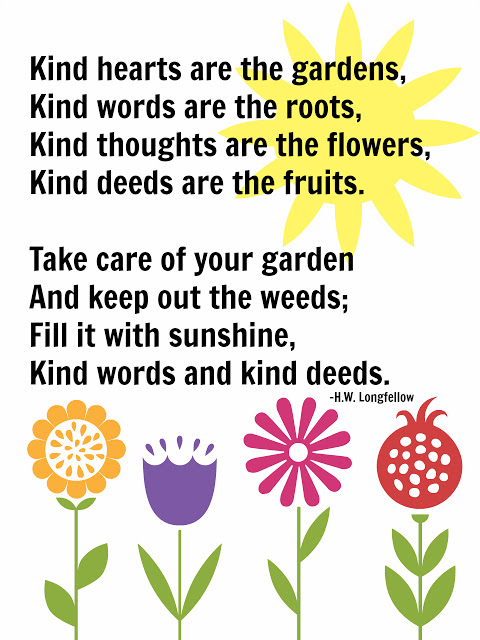 Kind hearts are the gardens,
Kind words are the roots,
Kind thoughts are the flowers,
Kind deeds are the fruits.
Take care of your garden
And keep out the weeds;
Fill it with sunshine,
Kind words and kind deeds.
-H.W. Longfellow